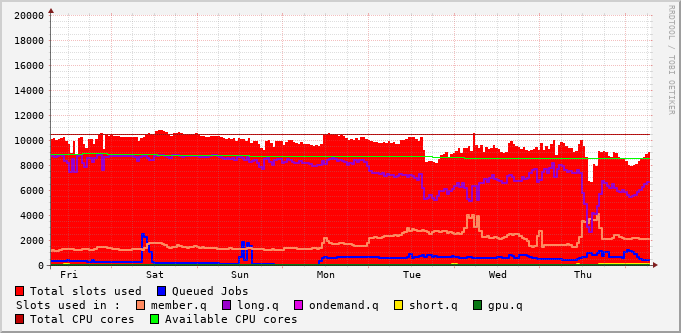 RRDTOOL / TOBI OETIKER
20000
18000
16000
14000
12000
10000
8000
6000
4000
2000
0
Fri Sat Sun Mon Tue Wed Thu
Total slots used Queued Jobs
Slots used in : member.q long.q ondemand.q short.q gpu.q
Total CPU cores Available CPU cores